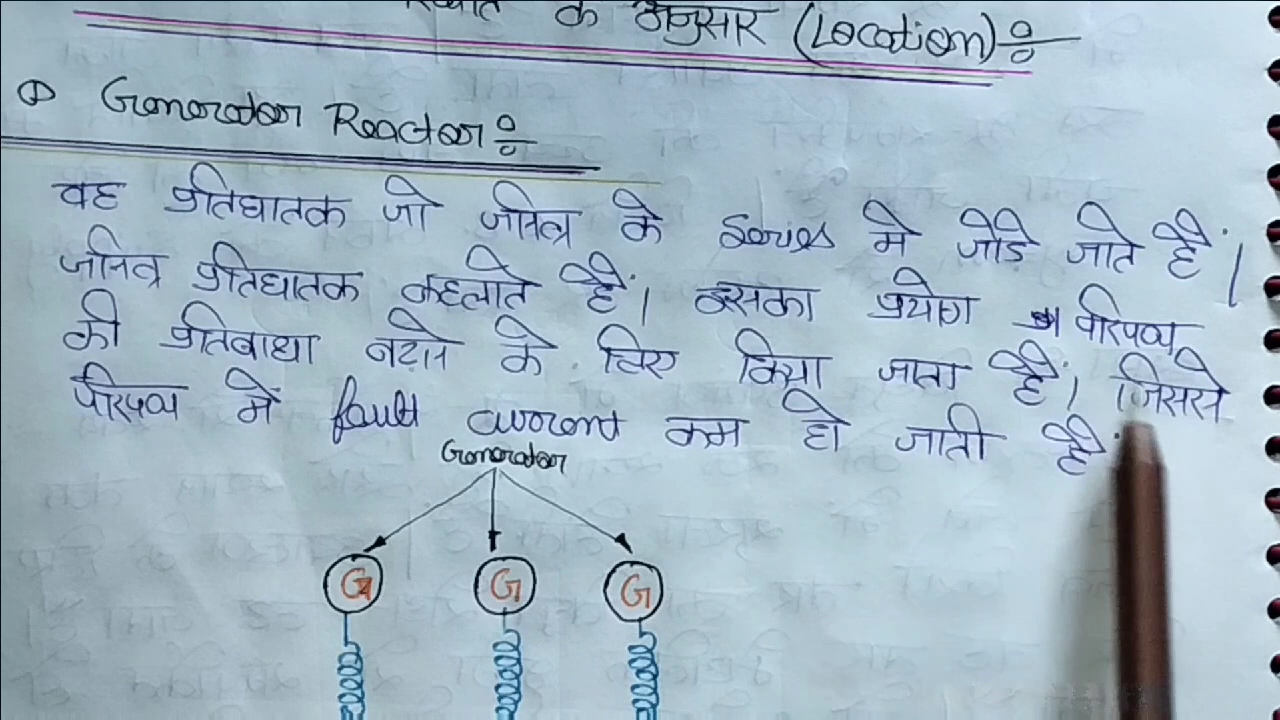 के अनुसार (Location) ÷
① Generator Reactor ÷
वह प्रतिघातक जो जनित्र के Series में जोड़े जाते हैं।
जनित्र प्रतिघातक कहलाते हैं। इसका प्रयोग परिपथ
की प्रतिबाधा बढ़ाने के लिए किया जाता है। जिससे
परिपथ में fault current कम हो जाती है
Generator
G G G